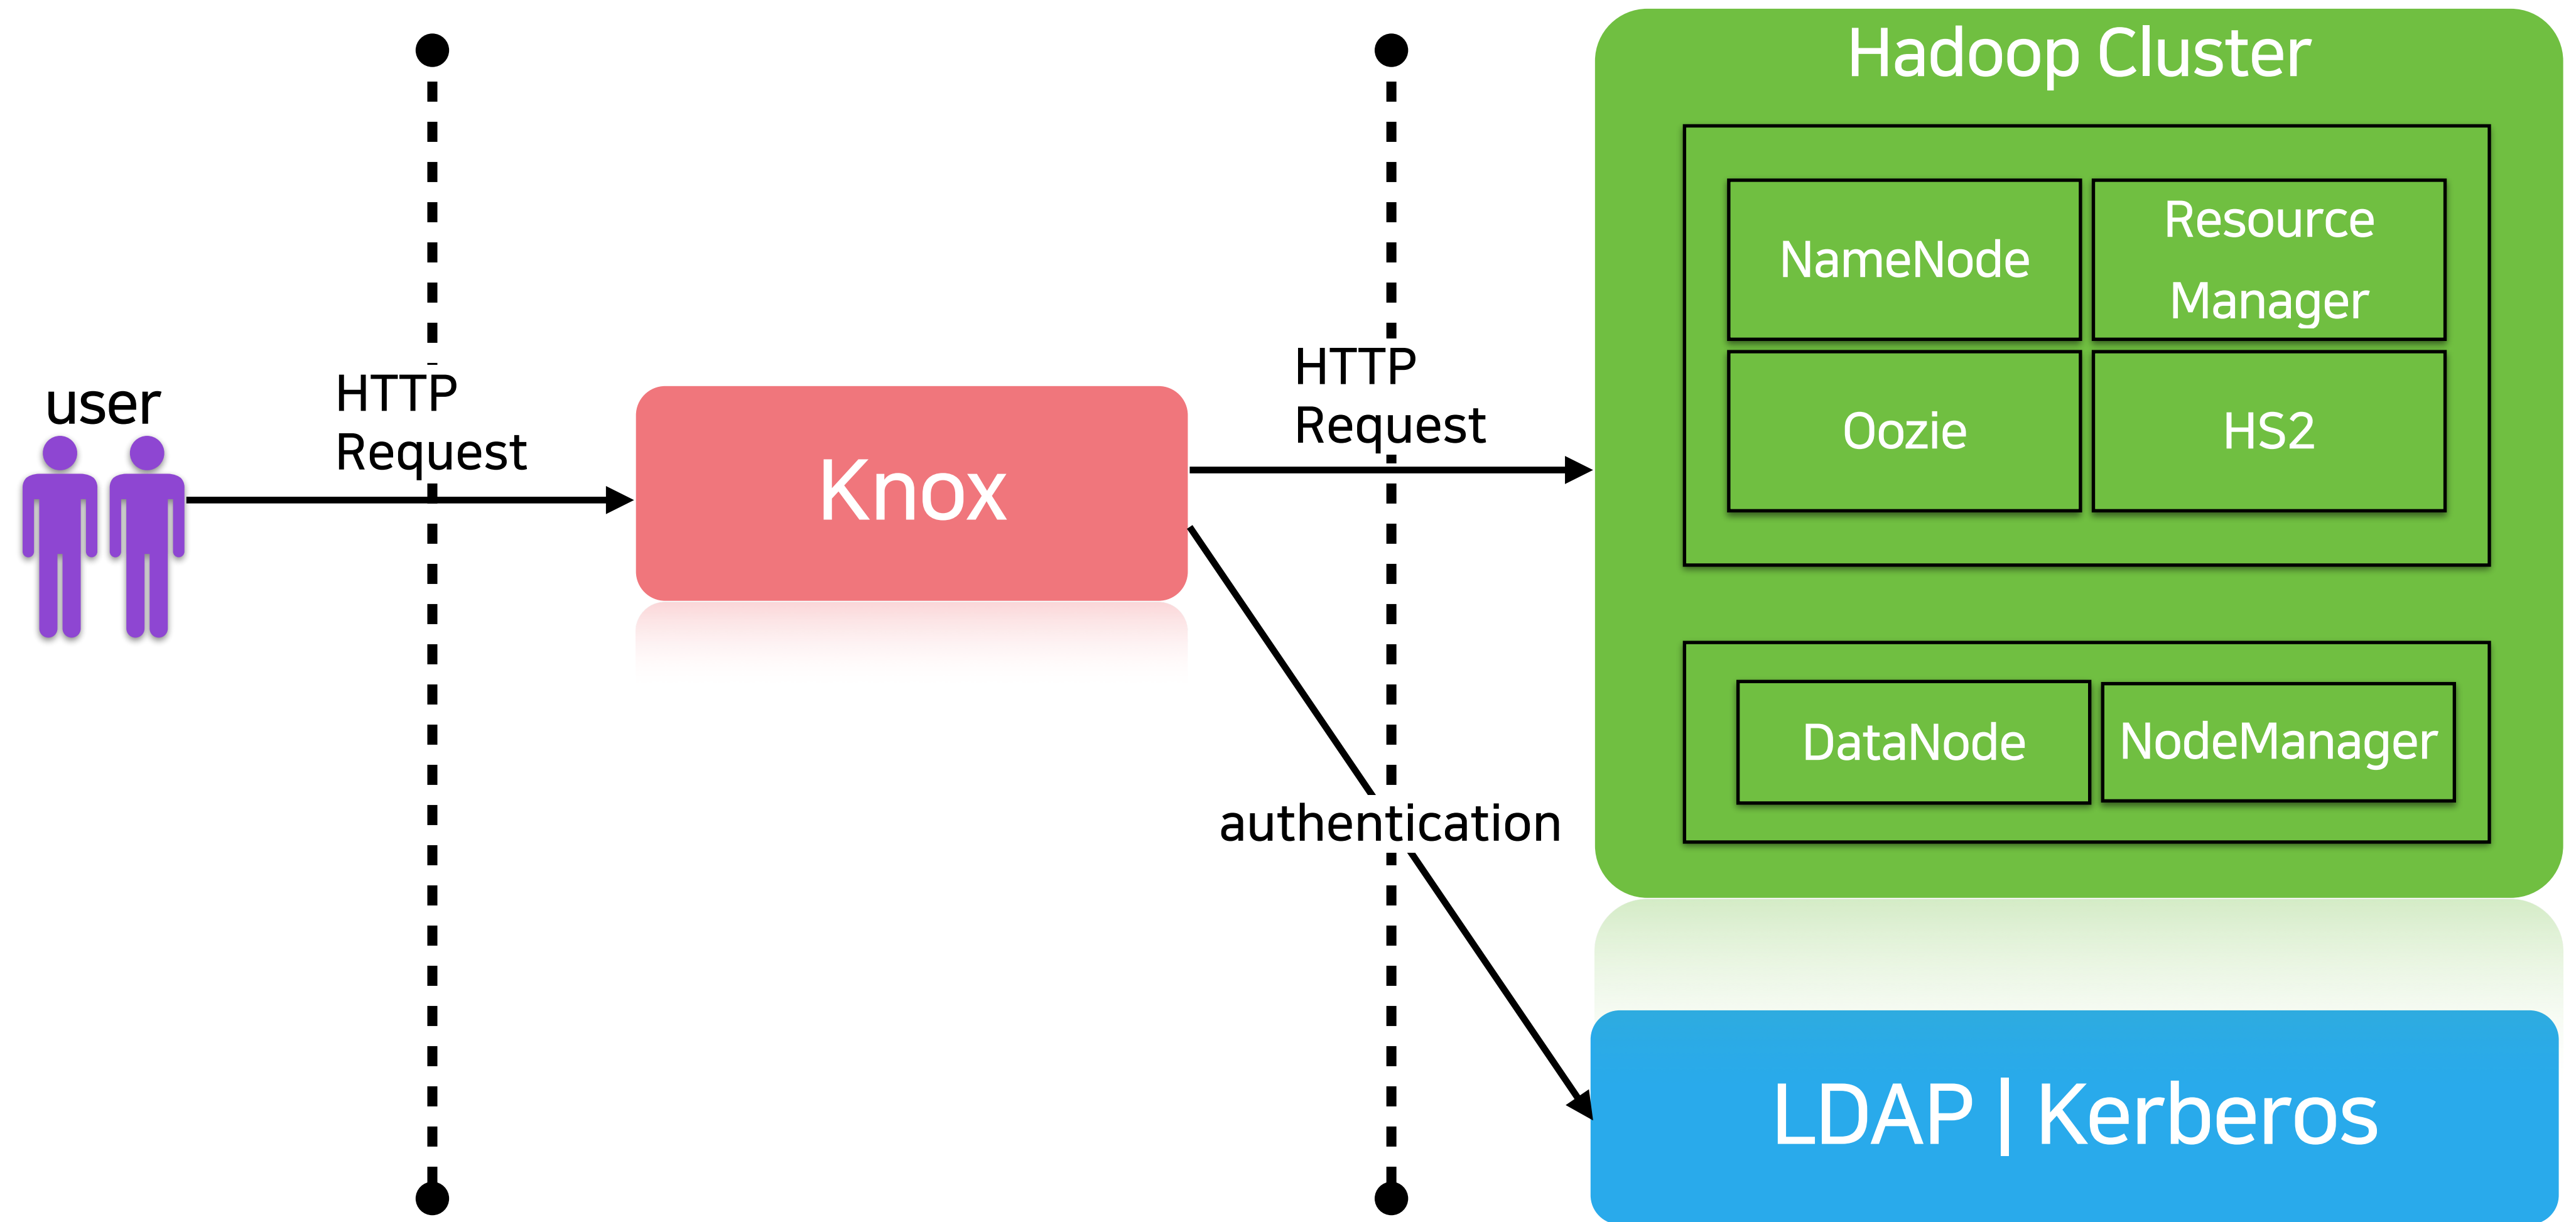 user
HTTP
Request
Knox
HTTP
Request
authentication
Hadoop Cluster
NameNode
Resource
Manager
Oozie
HS2
DataNode
NodeManager
LDAP | Kerberos